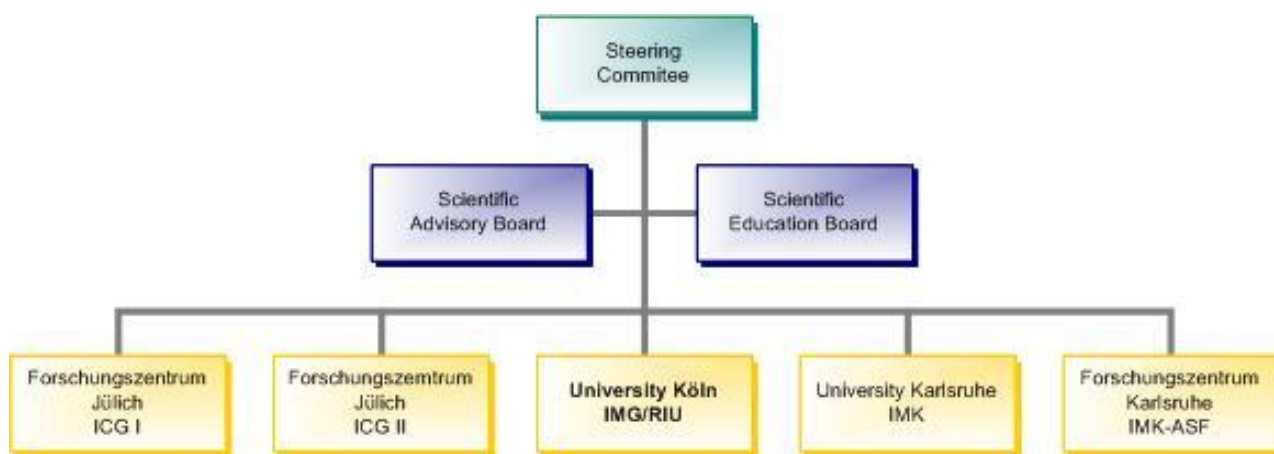 Steering
Commitee
Scientific
Advisory Board
Scientific
Education Board
Forschungszentrum
Jülich
ICG I
Forschungszemtrum
Jülich
ICG II
University Köln
IMG/RIU
University Karlsruhe
IMK
Forschungszentrum
Karlsruhe
IMK-ASF